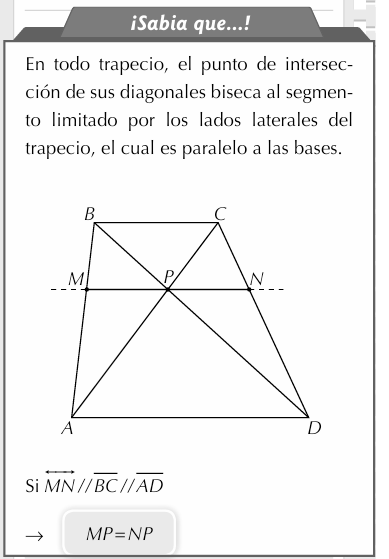 ¡Sabía que...!
En todo trapecio, el punto de intersec-
ción de sus diagonales biseca al segmen-
to limitado por los lados laterales del
trapecio, el cual es paralelo a las bases.
B C
M P N
A D
Si MN // BC // AD
→ MP=NP